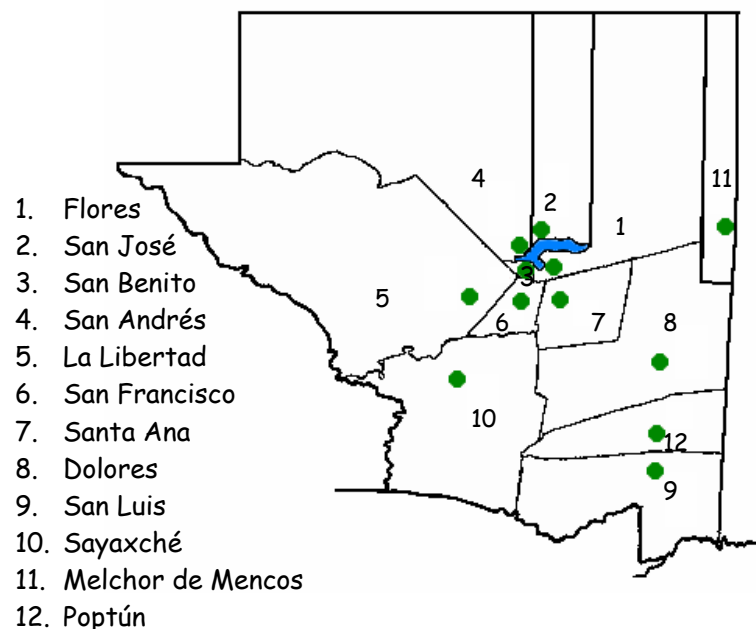 1. Flores
2. San José
3. San Benito
4. San Andrés
5. La Libertad
6. San Francisco
7. Santa Ana
8. Dolores
9. San Luis
10. Sayaxché
11. Melchor de Mencos
12. Poptún
4
2
11
1
3
5
6
7
8
10
12
9